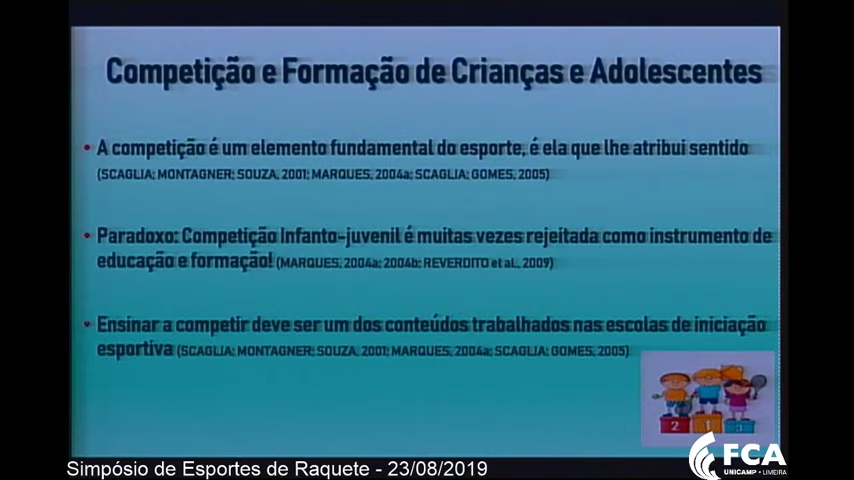 Competição e Formação de Crianças e Adolescentes
• A competição é um elemento fundamental do esporte, é ela que lhe atribui sentido
(SCAGLIA; MONTAGNER; SOUZA, 2001; MARQUES, 2004a; SCAGLIA; GOMES, 2005)
• Paradoxo: Competição Infanto-juvenil é muitas vezes rejeitada como instrumento de
educação e formação! (MARQUES, 2004a; 2004b; REVERDITO et al., 2009)
• Ensinar a competir deve ser um dos conteúdos trabalhados nas escolas de iniciação
esportiva (SCAGLIA; MONTAGNER; SOUZA, 2001; MARQUES, 2004a; SCAGLIA; GOMES, 2005)
2 1 3
Simpósio de Esportes de Raquete - 23/08/2019
FCA
UNICAMP • LIMEIRA